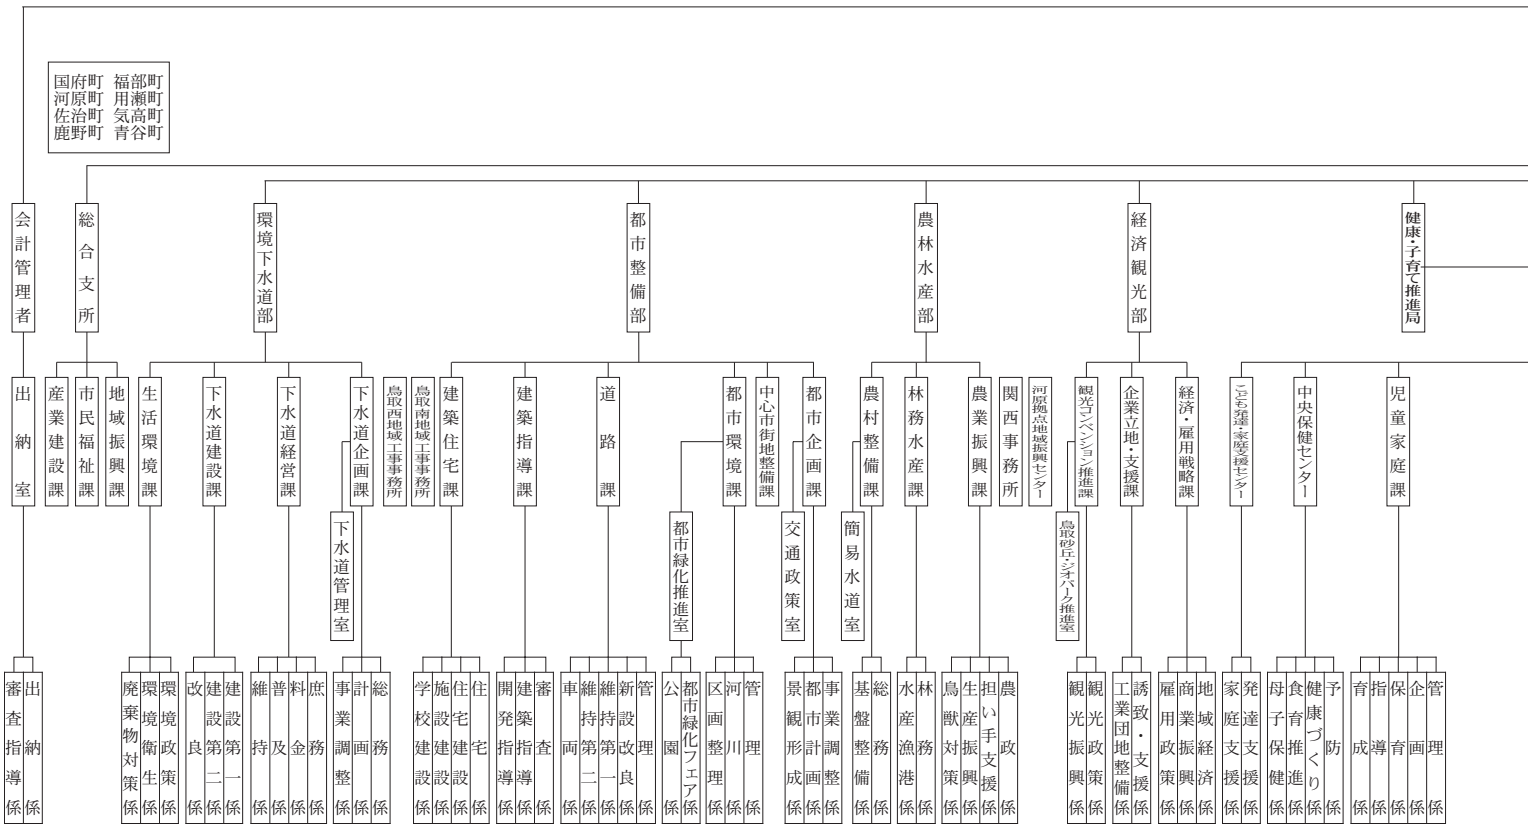 健康・子育て推進局
経済観光部
農林水産部
都市整備部
環境下水道部
総合支所
会計管理者
国府町 福部町
河原町 用瀬町
佐治町 気高町
鹿野町 青谷町
児童家庭課
中央保健センター
こども発達・家庭支援センター
経済・雇用戦略課
企業立地・支援課
観光コンベンション推進課
河原拠点地域振興センター
関西事務所
農業振興課
林務水産課
農村整備課
都市企画課
中心市街地整備課
都市環境課
道路課
建築指導課
建築住宅課
鳥取南地域工事事務所
鳥取西地域工事事務所
下水道企画課
下水道経営課
下水道建設課
生活環境課
地域振興課
市民福祉課
産業建設課
出納室
鳥取砂丘・ジオパーク推進室
簡易水道室
交通政策室
都市緑化推進室
下水道管理室
管理係
企画係
保育係
指導係
育成係
予防係
健康づくり係
食育推進係
母子保健係
発達支援係
家庭支援係
地域経済係
商業振興係
雇用政策係
誘致・支援係
工業団地整備係
観光政策係
観光振興係
農政係
担い手支援係
生産振興係
鳥獣対策係
林務係
水産漁港係
総務係
基盤整備係
事業調整係
都市計画係
景観形成係
管理係
河川係
区画整理係
都市緑化フェア係
公園係
管理係
新設改良係
維持第一係
維持第二係
車両係
審査係
建築指導係
開発指導係
住宅係
住宅建設係
施設建設係
学校建設係
総務係
計画係
事業調整係
庶務係
料金係
普及係
維持係
建設第一係
建設第二係
改良係
環境政策係
環境衛生係
廃棄物対策係
出納係
審査指導係